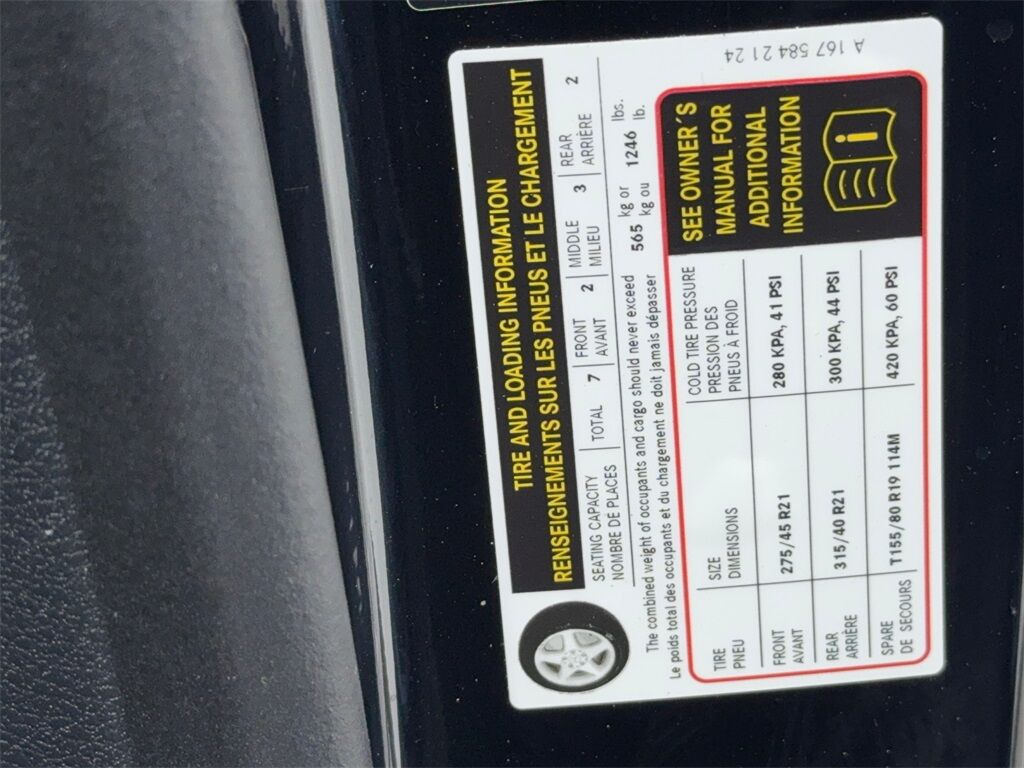 TIRE AND LOADING INFORMATION
RENSEIGNEMENTS SUR LES PNEUS ET LE CHARGEMENT
SEATING CAPACITY TOTAL 7 FRONT 2 MIDDLE 3 REAR 2
NOMBRE DE PLACES AVANT MILIEU ARRIÈRE
The combined weight of occupants and cargo should never exceed 565 kg or 1246 lbs.
Le poids total des occupants et du chargement ne doit jamais dépasser kg ou lb.
TIRE SIZE COLD TIRE PRESSURE
PNEU DIMENSIONS PRESSION DES
PNEUS À FROID
FRONT 275/45 R21 280 KPA, 41 PSI
AVANT
REAR 315/40 R21 300 KPA, 44 PSI
ARRIÈRE
SPARE T155/80 R19 114M 420 KPA, 60 PSI
DE SECOURS
SEE OWNER´S
MANUAL FOR
ADDITIONAL
INFORMATION
A 167 584 21 24